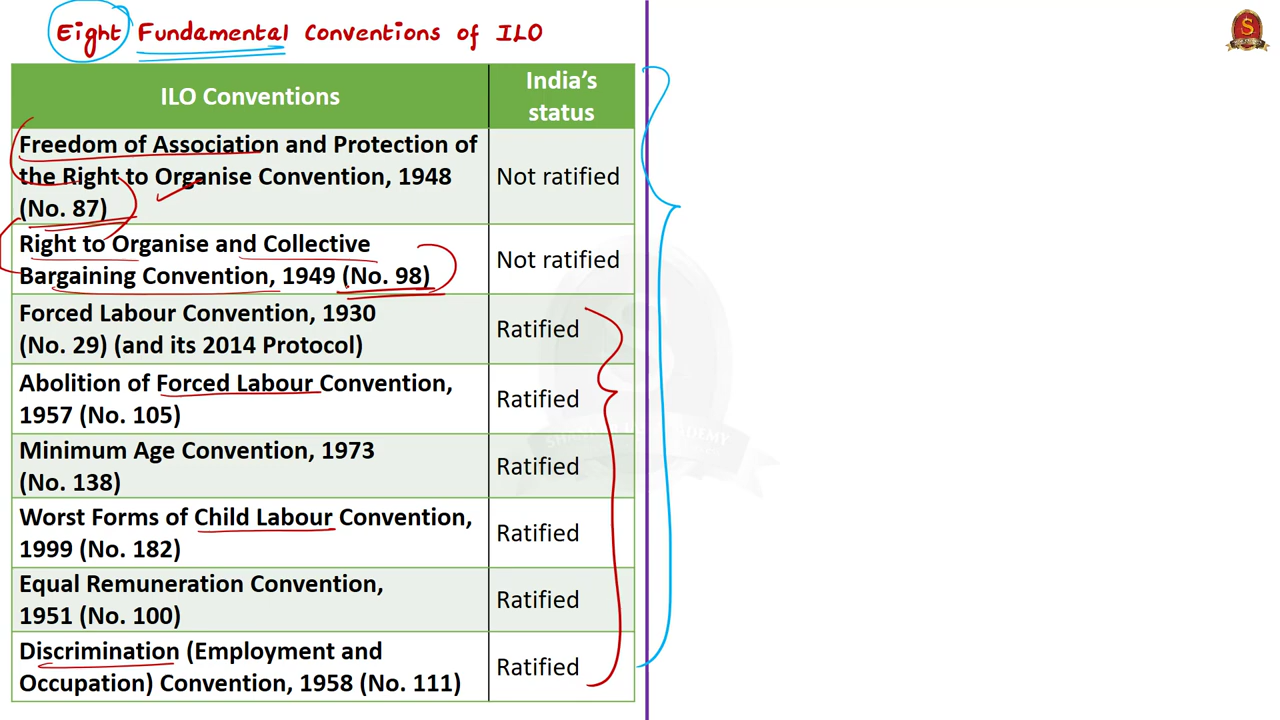 Eight Fundamental Conventions of ILO
ILO Conventions
India's
status
Freedom of Association and Protection of
the Right to Organise Convention, 1948
(No. 87)
Not ratified
Right to Organise and Collective
Bargaining Convention, 1949 (No. 98)
Not ratified
Forced Labour Convention, 1930
(No. 29) (and its 2014 Protocol)
Ratified
Abolition of Forced Labour Convention,
1957 (No. 105)
Ratified
Minimum Age Convention, 1973
(No. 138)
Ratified
Worst Forms of Child Labour Convention,
1999 (No. 182)
Ratified
Equal Remuneration Convention,
1951 (No. 100)
Ratified
Discrimination (Employment and
Occupation) Convention, 1958 (No. 111)
Ratified
S